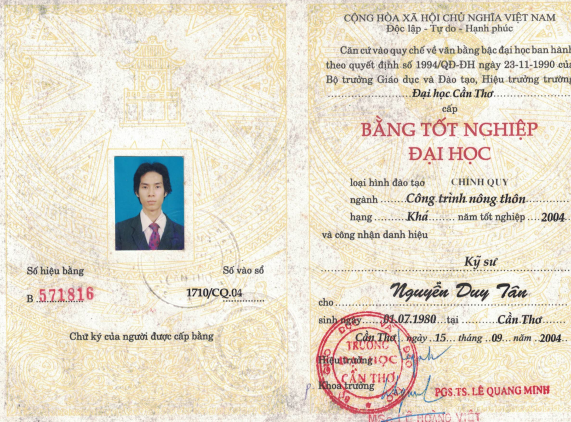 Số hiệu bằng
B 571816
Số vào sổ
1710/CQ.04
Chữ ký của người được cấp bằng
CỘNG HÒA XÃ HỘI CHỦ NGHĨA VIỆT NAM
Độc lập - Tự do - Hạnh phúc
Căn cứ vào quy chế về văn bằng bậc đại học ban hành
theo quyết định số 1994/QĐ-ĐH ngày 23-11-1990 của
Bộ trưởng Giáo dục và Đào tạo, Hiệu trưởng trường
Đại học Cần Thơ
cấp
BẰNG TỐT NGHIỆP
ĐẠI HỌC
loại hình đào tạo CHÍNH QUY
ngành Công trình nông thôn
hạng Khá năm tốt nghiệp 2004
và công nhận danh hiệu
Kỹ sư
cho Nguyễn Duy Tân
sinh ngày 01.07.1980 tại Cần Thơ
Cần Thơ, ngày 15 tháng 09 năm 2004
Hiệu trưởng
TRƯỜNG
ĐẠI HỌC
CẦN THƠ
Khoa trưởng
PGS.TS. LÊ QUANG MINH
HOÀNG VIỆT